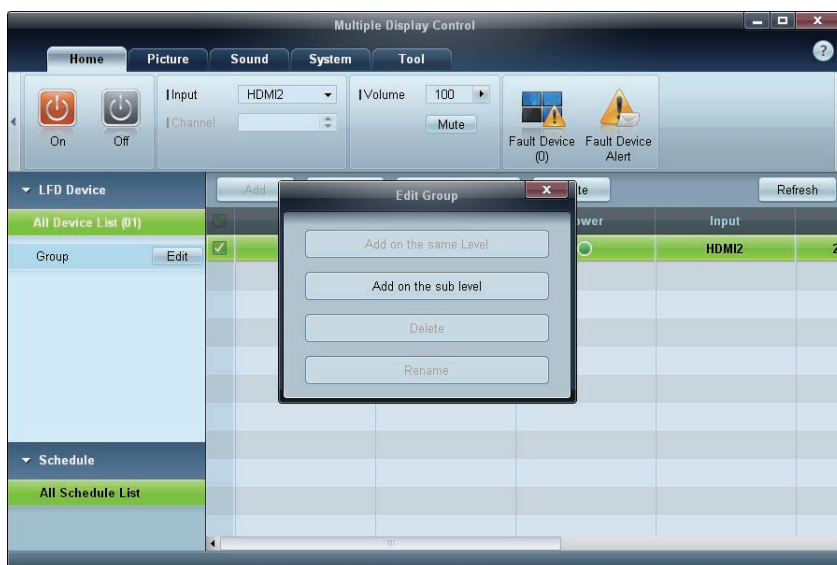 Multiple Display Control
Home Picture Sound System Tool
?
Input HDMI2
Channel
Volume 100
Mute
On Off
Fault Device (0)
Fault Device Alert
LFD Device
Add
Refresh
Edit Group
x
All Device List (01)
Input
Group Edit
HDMI2
Add on the same Level
Add on the sub level
Delete
Rename
Schedule
All Schedule List